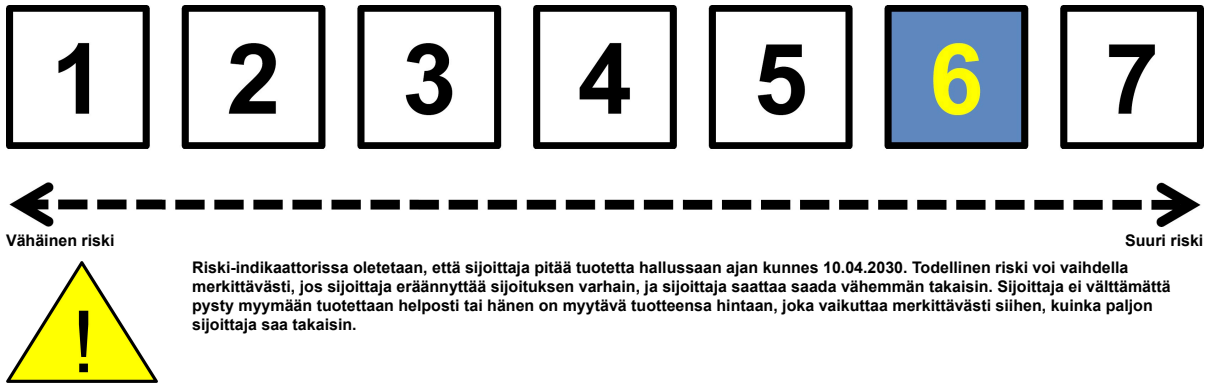 1 2 3 4 5 6 7
Vähäinen riski Suuri riski
Riski-indikaattorissa oletetaan, että sijoittaja pitää tuotetta hallussaan ajan kunnes 10.04.2030. Todellinen riski voi vaihdella
merkittävästi, jos sijoittaja eräännyttää sijoituksen varhain, ja sijoittaja saattaa saada vähemmän takaisin. Sijoittaja ei välttämättä
pysty myymään tuotettaan helposti tai hänen on myytävä tuotteensa hintaan, joka vaikuttaa merkittävästi siihen, kuinka paljon
sijoittaja saa takaisin.
!